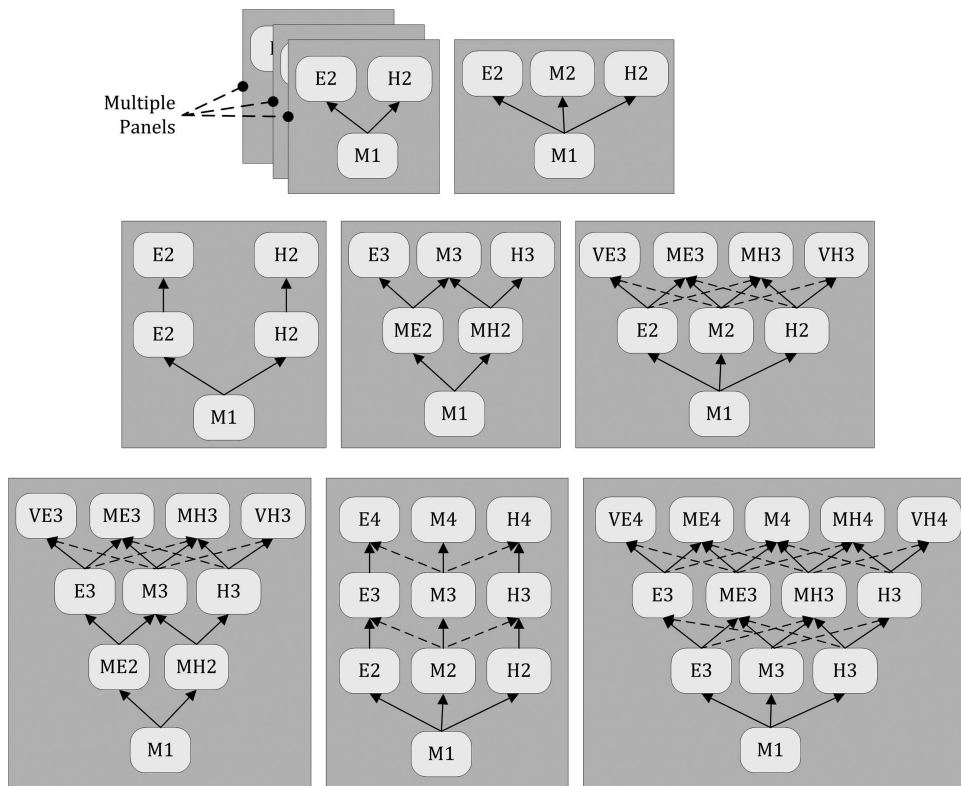 E2 H2
M1
Multiple
Panels
E2 M2 H2
M1
E2 H2
E2 H2
M1
E3 M3 H3
ME2 MH2
M1
VE3 ME3 MH3 VH3
E2 M2 H2
M1
VE3 ME3 MH3 VH3
E3 M3 H3
ME2 MH2
M1
E4 M4 H4
E3 M3 H3
E2 M2 H2
M1
VE4 ME4 M4 MH4 VH4
E3 ME3 MH3 H3
E3 M3 H3
M1